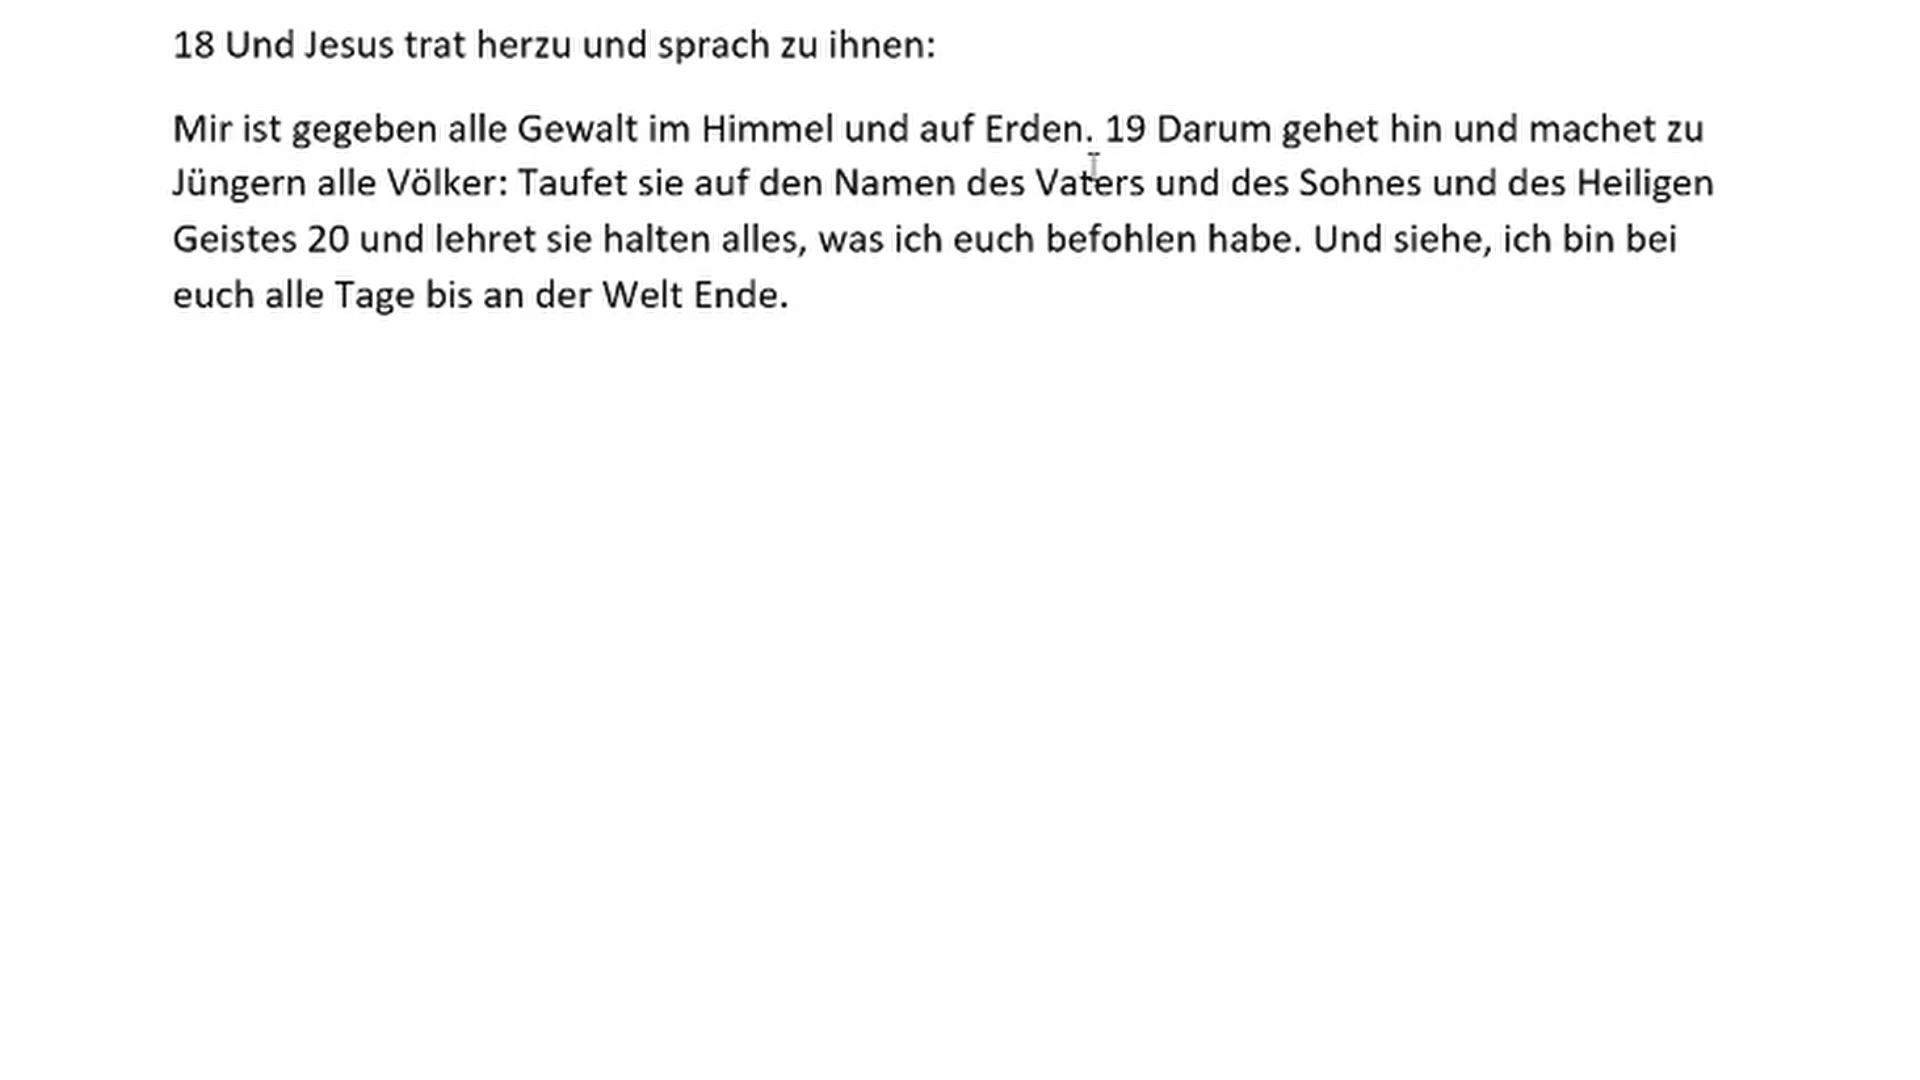 18 Und Jesus trat herzu und sprach zu ihnen:
Mir ist gegeben alle Gewalt im Himmel und auf Erden. 19 Darum gehet hin und machet zu
Jüngern alle Völker: Taufet sie auf den Namen des Vaters und des Sohnes und des Heiligen
Geistes 20 und lehret sie halten alles, was ich euch befohlen habe. Und siehe, ich bin bei
euch alle Tage bis an der Welt Ende.